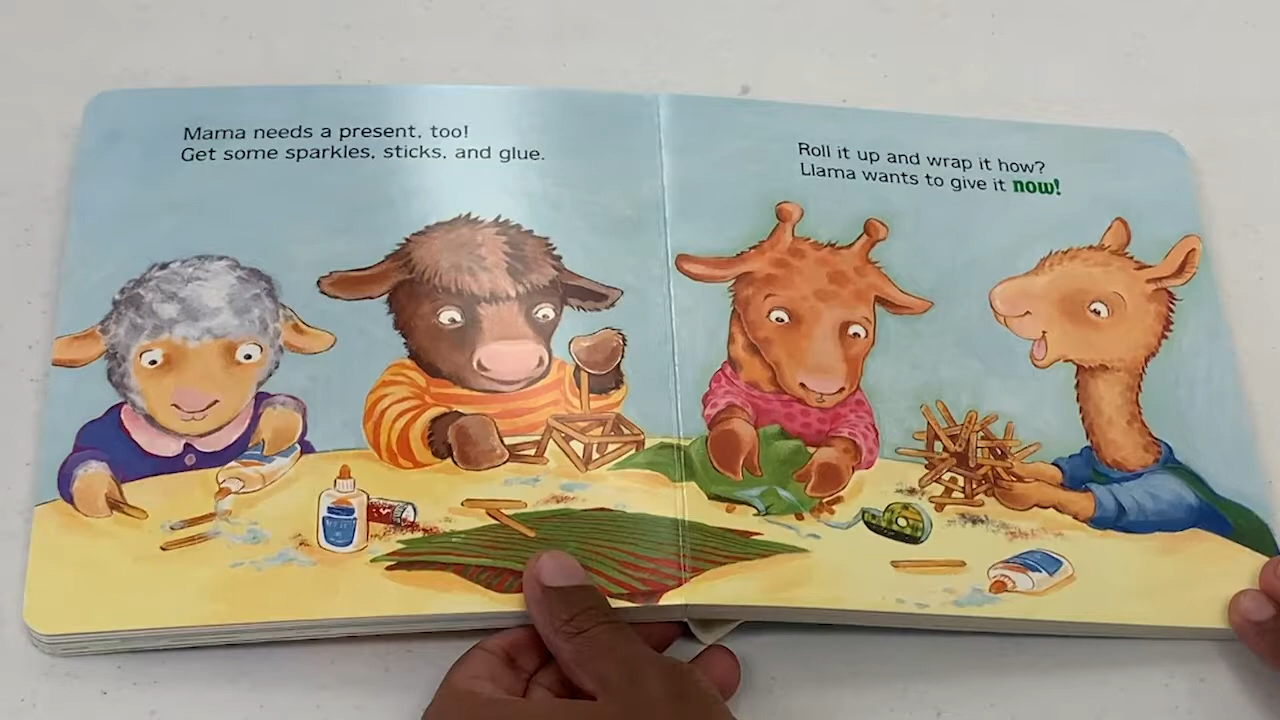 Mama needs a present, too!
Get some sparkles, sticks, and glue.
Roll it up and wrap it how?
Llama wants to give it now!